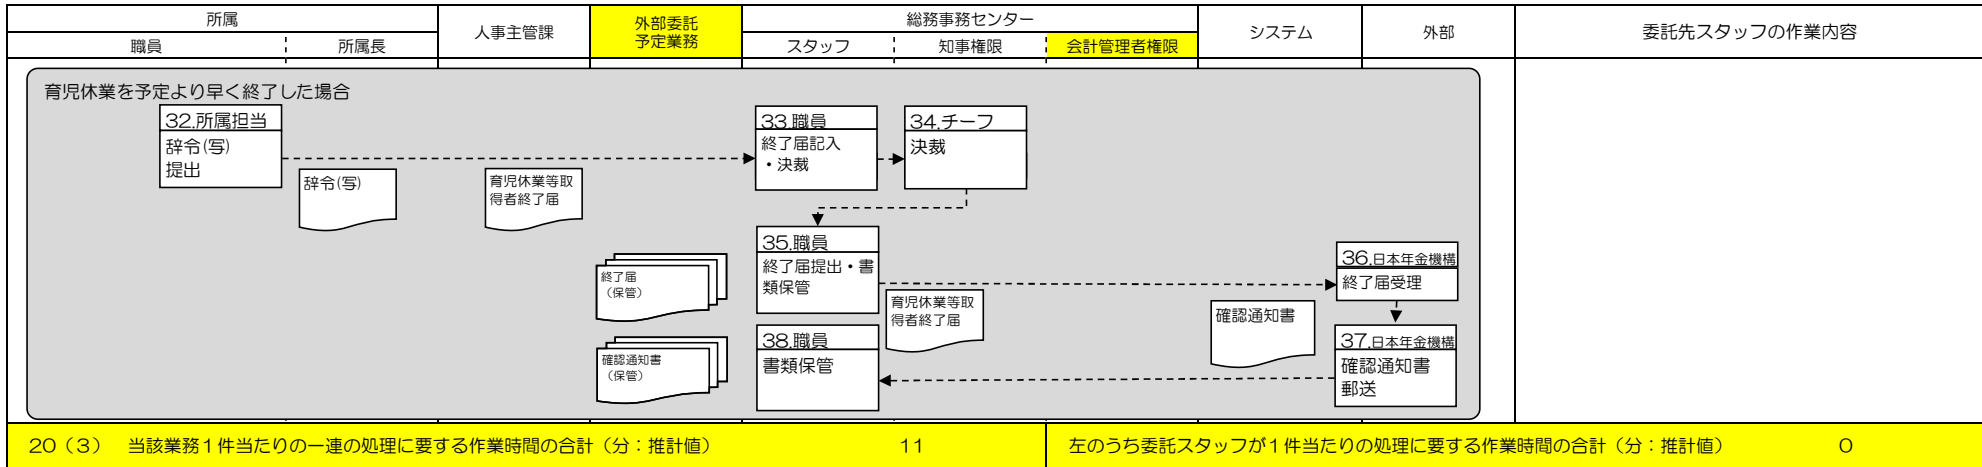 所属
人事主管課
外部委託
予定業務
総務事務センター
システム
外部
委託先スタッフの作業内容
職員
所属長
スタッフ
知事権限
会計管理者権限
育児休業を予定より早く終了した場合
32.所属担当
辞令(写)
提出
辞令(写)
育児休業等取
得者終了届
33.職員
終了届記入
・決裁
34.チーフ
決裁
35.職員
終了届提出・書
類保管
終了届
（保管）
育児休業等取
得者終了届
36.日本年金機構
終了届受理
確認通知書
37.日本年金機構
確認通知書
郵送
38.職員
書類保管
確認通知書
（保管）
20（3）　当該業務１件当たりの一連の処理に要する作業時間の合計（分：推計値）　11
左のうち委託スタッフが１件当たりの処理に要する作業時間の合計（分：推計値）　0